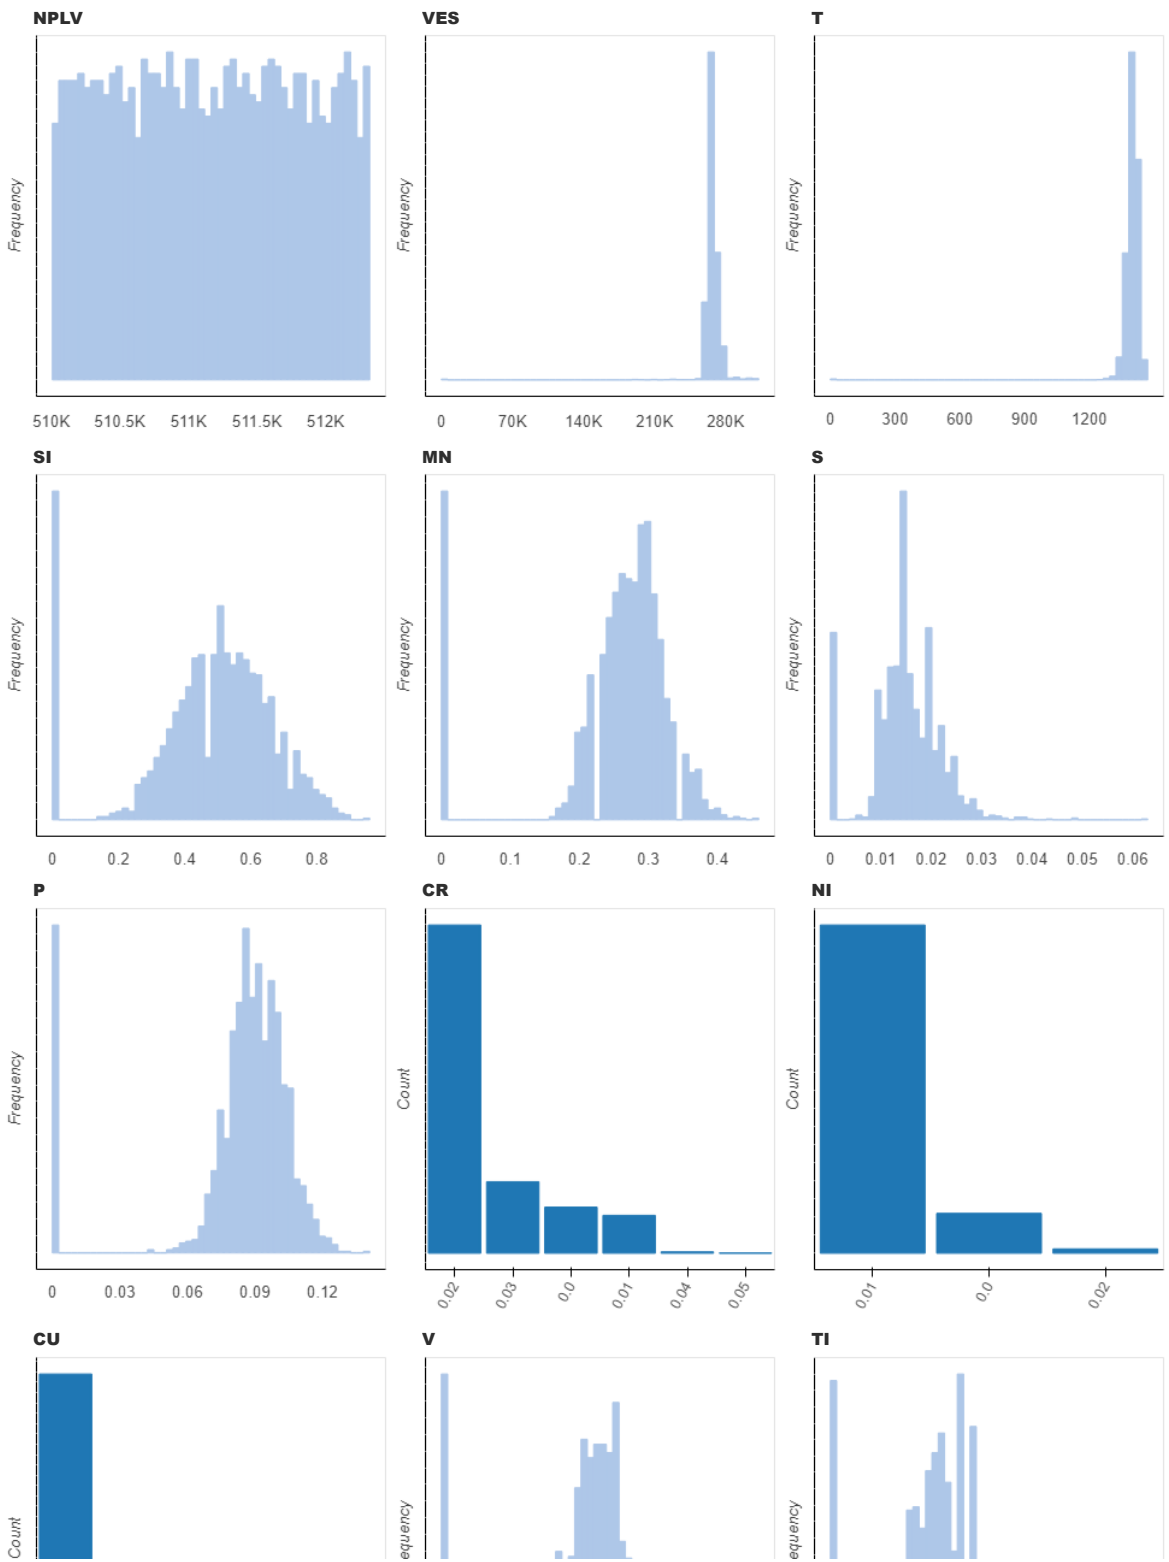 NPLV VES T
Frequency Frequency Frequency
510K 510.5K 511K 511.5K 512K 0 70K 140K 210K 280K 0 300 600 900 1200
SI MN S
Frequency Frequency Frequency
0 0.2 0.4 0.6 0.8 0 0.1 0.2 0.3 0.4 0 0.01 0.02 0.03 0.04 0.05 0.06
P CR NI
Frequency Count Count
0 0.03 0.06 0.09 0.12 0.02 0.03 0.0 0.01 0.04 0.05 0.01 0.0 0.02
CU V TI
Count equency equency